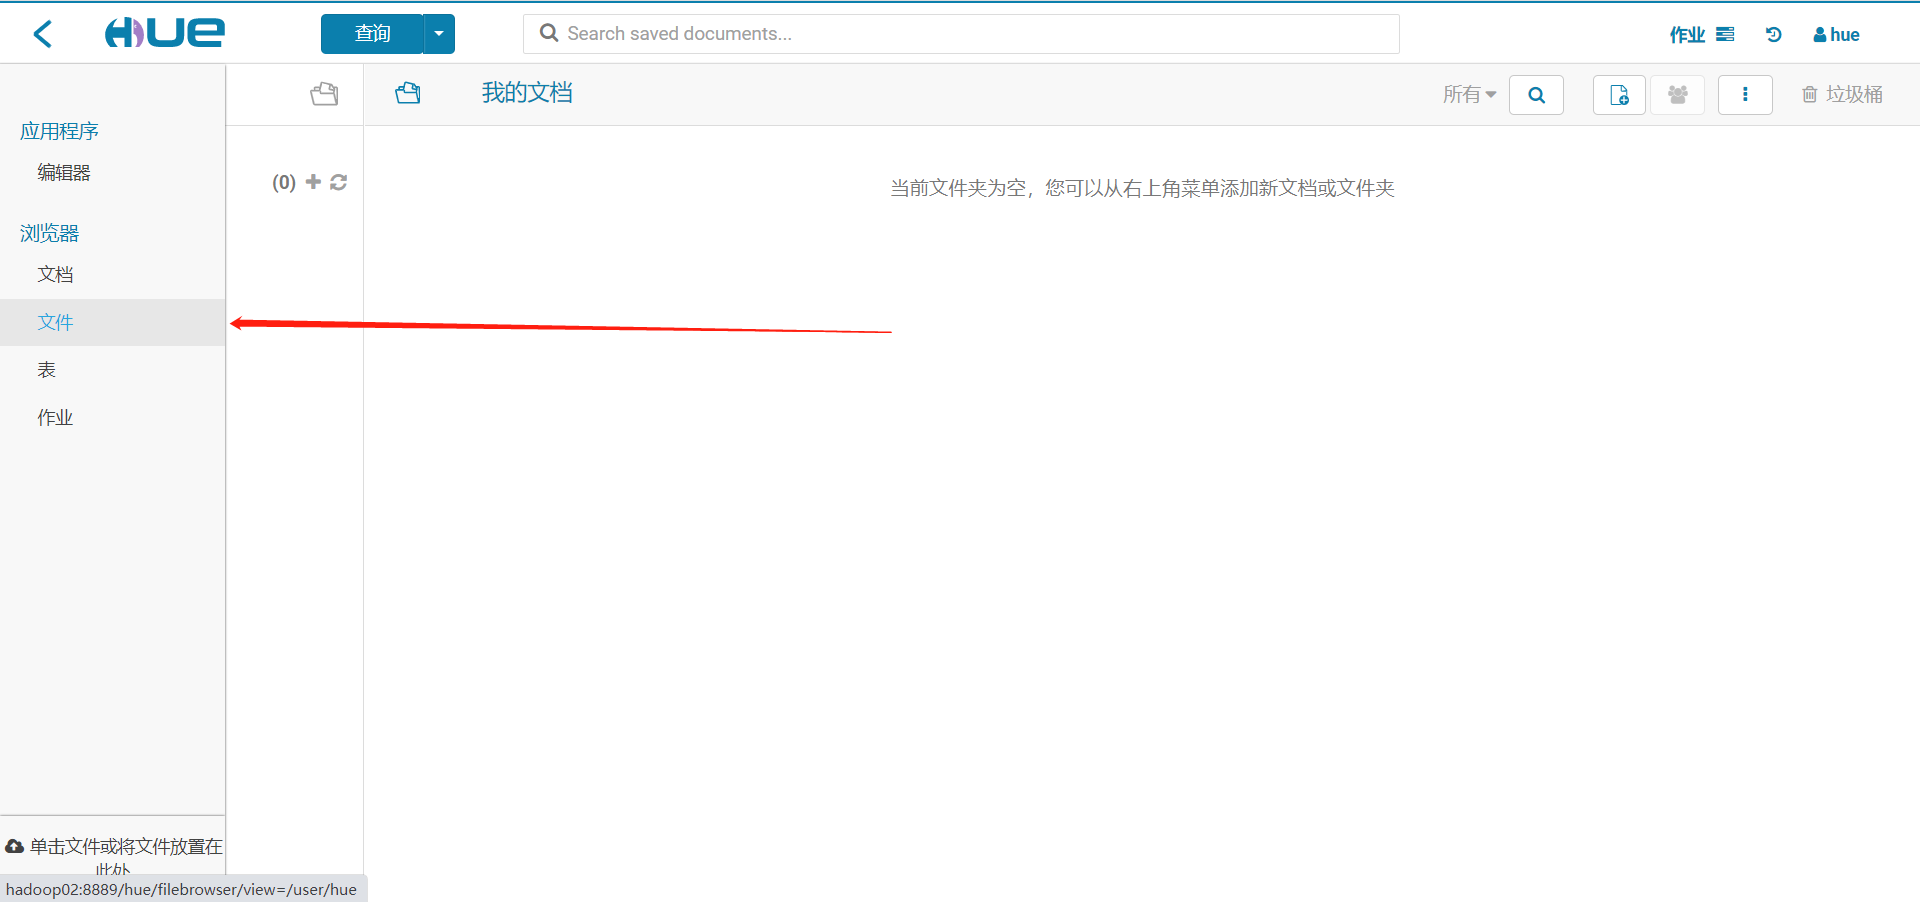 HUE
查询
Search saved documents...
作业
hue
我的文档
所有
垃圾桶
应用程序
编辑器
(0)
当前文件夹为空，您可以从右上角菜单添加新文档或文件夹
浏览器
文档
文件
表
作业
单击文件或将文件放置在
此处
hadoop02:8889/hue/filebrowser/view=/user/hue